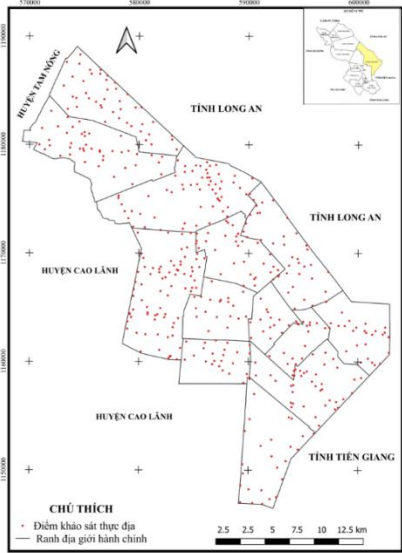 570000 580000 590000 600000
1190000
HUYỆN TAM NÔNG
TỈNH LONG AN
1180000
TỈNH LONG AN
1170000
HUYỆN CAO LÃNH
1160000
HUYỆN CAO LÃNH
TỈNH TIỀN GIANG
1150000
CHÚ THÍCH
Điểm khảo sát thực địa
Ranh địa giới hành chính
2.5 2.5 5 7.5 10 12.5 km